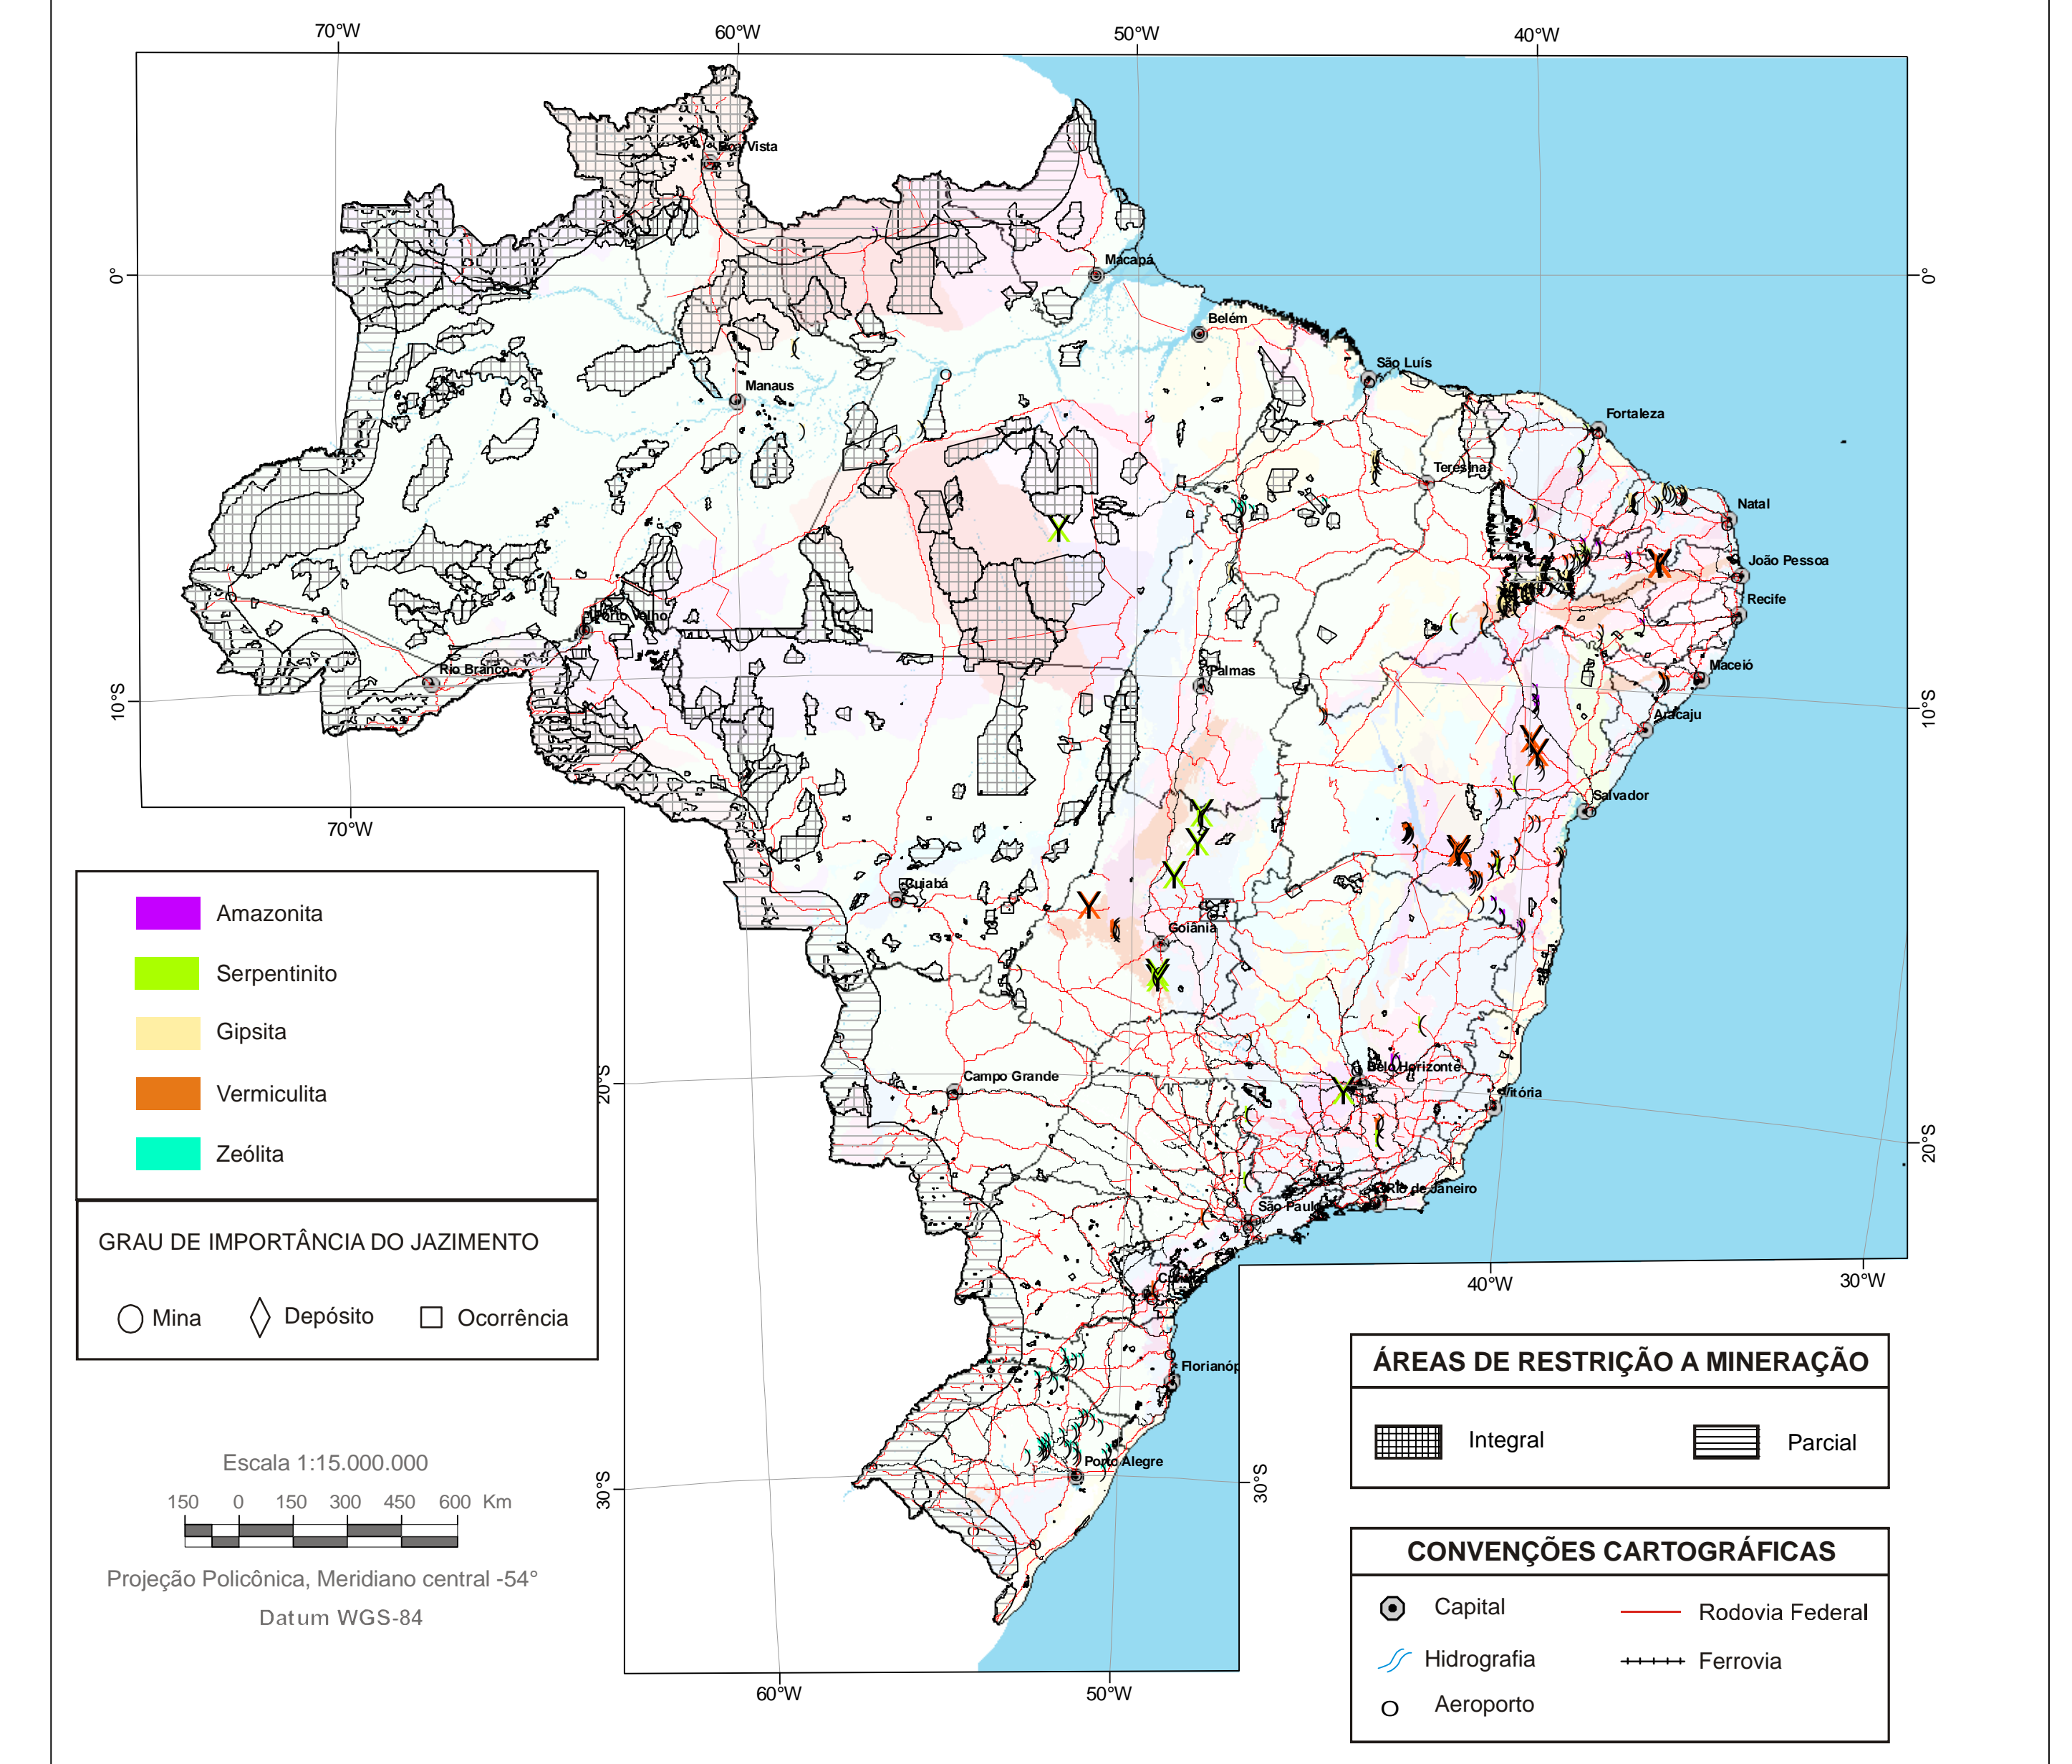 70°W
60°W
50°W
40°W
Boa Vista
Macapá
0°
0°
Belém
São Luís
Manaus
Fortaleza
Teresina
Natal
João Pessoa
Recife
Porto Velho
Rio Branco
Palmas
Maceió
10°S
10°S
Aracaju
Salvador
70°W
Cuiabá
Goiânia
Amazonita
Serpentinito
Gipsita
Vermiculita
Zeólita
Belo Horizonte
Campo Grande
Vitória
20°S
20°S
Rio de Janeiro
São Paulo
GRAU DE IMPORTÂNCIA DO JAZIMENTO
Mina
Depósito
Ocorrência
Curitiba
40°W
30°W
Florianóp
ÁREAS DE RESTRIÇÃO A MINERAÇÃO
Integral
Parcial
Porto Alegre
30°S
30°S
Escala 1:15.000.000
150 0 150 300 450 600 Km
Projeção Policônica, Meridiano central -54°
Datum WGS-84
CONVENÇÕES CARTOGRÁFICAS
Capital
Rodovia Federal
Hidrografia
Ferrovia
Aeroporto
60°W
50°W